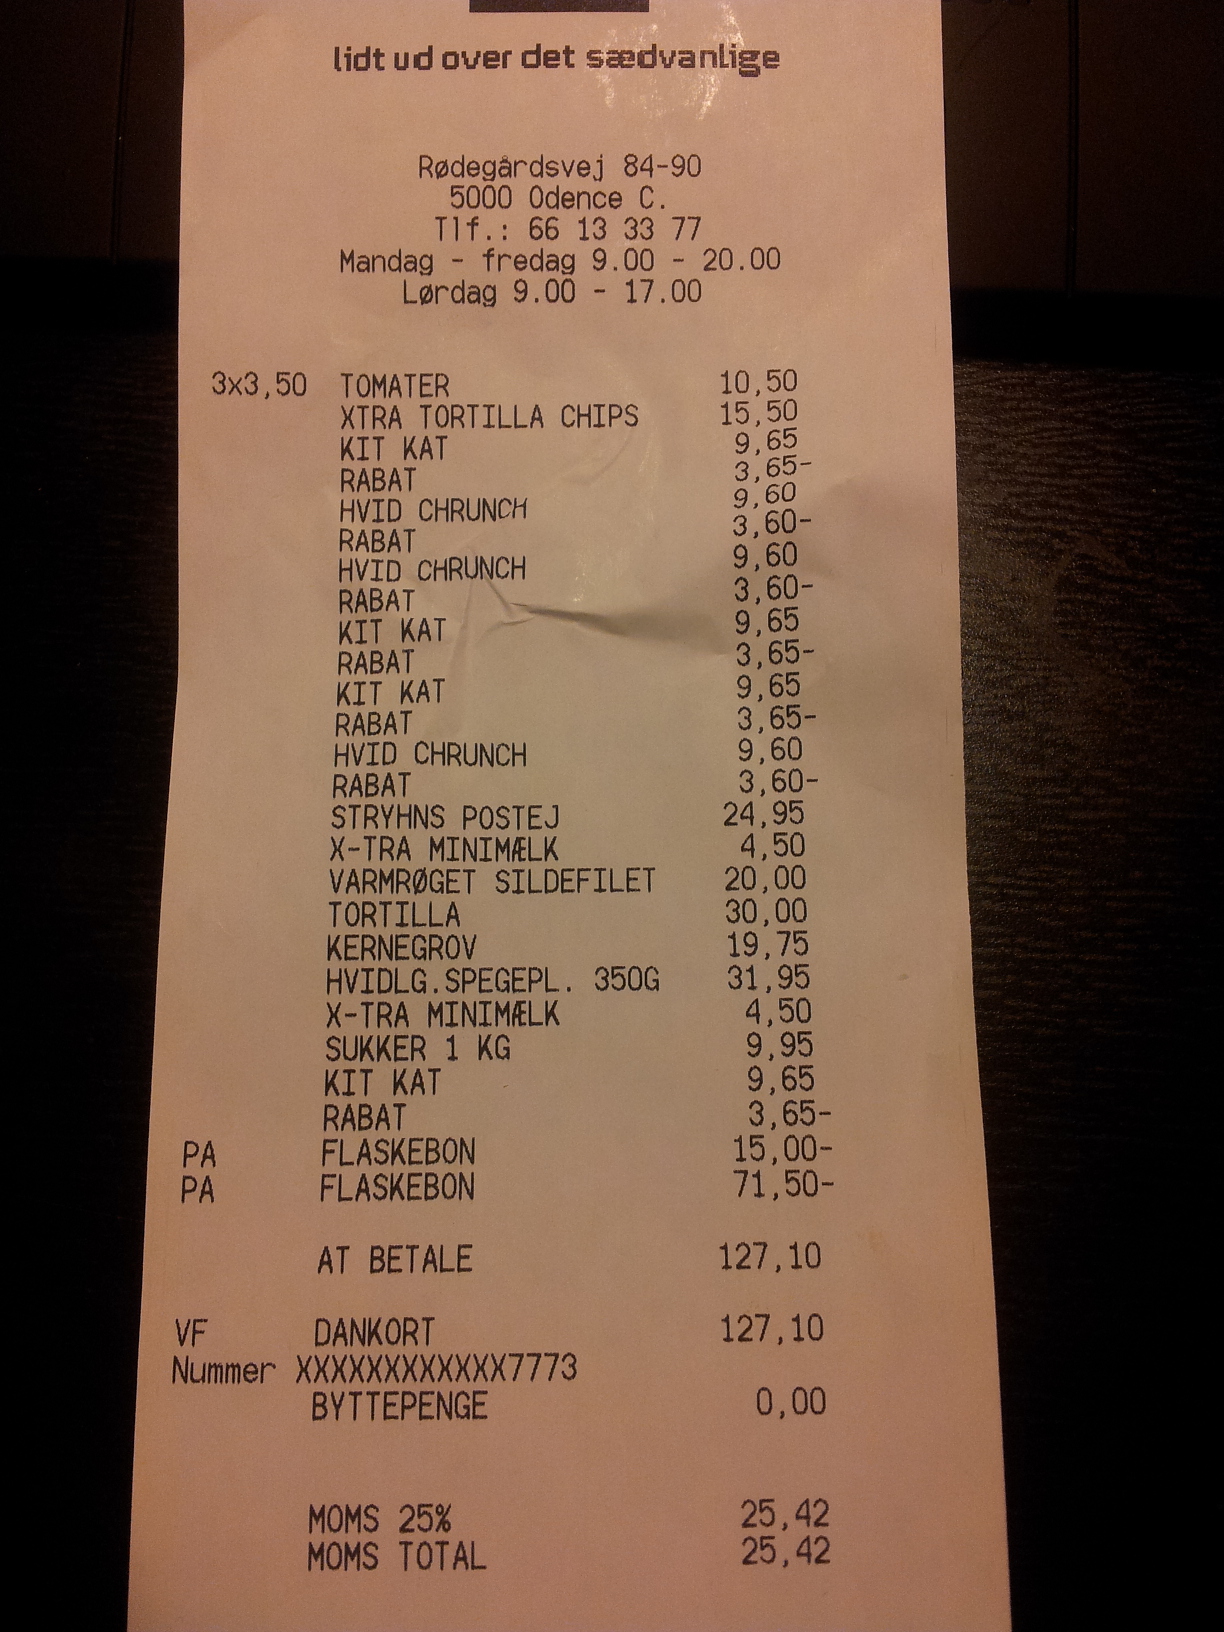 lidt ud over det sædvanlige
Rødegårdsvej 84-90
5000 Odence C.
Tlf.: 66 13 33 77
Mandag - fredag 9.00 - 20.00
Lørdag 9.00 - 17.00
3x3,50 TOMATER 10,50
XTRA TORTILLA CHIPS 15,50
KIT KAT 9,65
RABAT 3,65-
HVID CHRUNCH 9,60
RABAT 3,60-
HVID CHRUNCH 9,60
RABAT 3,60-
KIT KAT 9,65
RABAT 3,65-
KIT KAT 9,65
RABAT 3,65-
HVID CHRUNCH 9,60
RABAT 3,60-
STRYHNS POSTEJ 24,95
X-TRA MINIMÆLK 4,50
VARMRØGET SILDEFILET 20,00
TORTILLA 30,00
KERNEGROV 19,75
HVIDLG.SPEGEPL. 350G 31,95
X-TRA MINIMÆLK 4,50
SUKKER 1 KG 9,95
KIT KAT 9,65
RABAT 3,65-
PA FLASKEBON 15,00-
PA FLASKEBON 71,50-
AT BETALE 127,10
VF DANKORT 127,10
Nummer XXXXXXXXXXXX7773
BYTTEPENGE 0,00
MOMS 25% 25,42
MOMS TOTAL 25,42